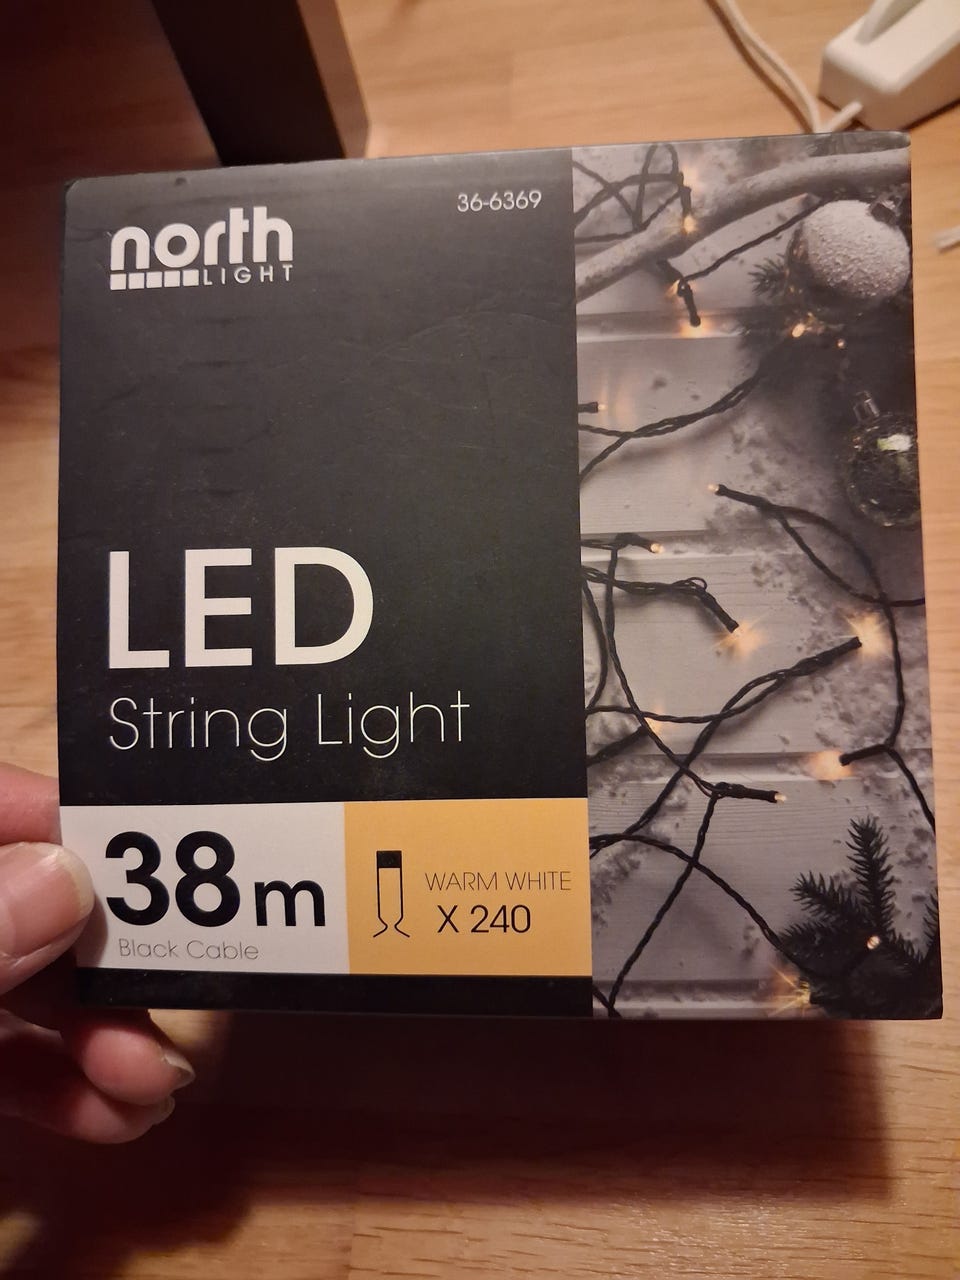 north
LIGHT
36-6369
LED
String Light
38m
Black Cable
WARM WHITE
X 240